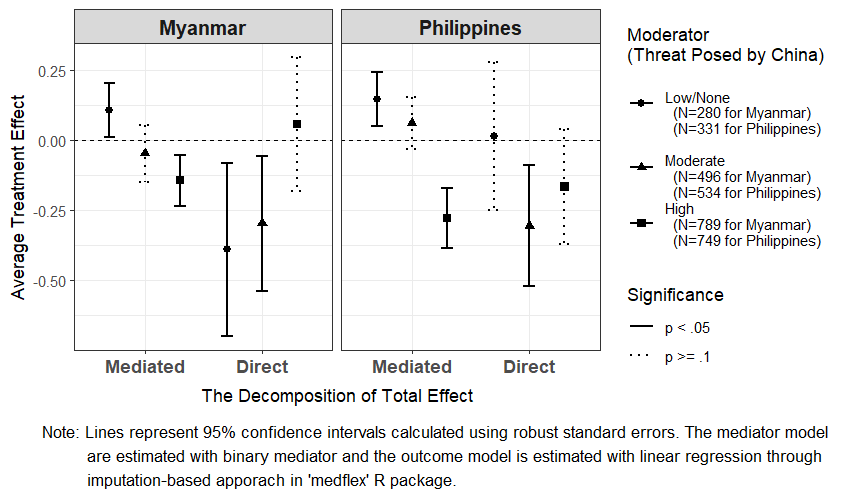 Myanmar
Philippines
Average Treatment Effect
0.25
0.00
-0.25
-0.50
Mediated
Direct
Mediated
Direct
The Decomposition of Total Effect
Moderator
(Threat Posed by China)
Low/None
(N=280 for Myanmar)
(N=331 for Philippines)
Moderate
(N=496 for Myanmar)
(N=534 for Philippines)
High
(N=789 for Myanmar)
(N=749 for Philippines)
Significance
p < .05
p >= .1
Note: Lines represent 95% confidence intervals calculated using robust standard errors. The mediator model
are estimated with binary mediator and the outcome model is estimated with linear regression through
imputation-based apporach in 'medflex' R package.